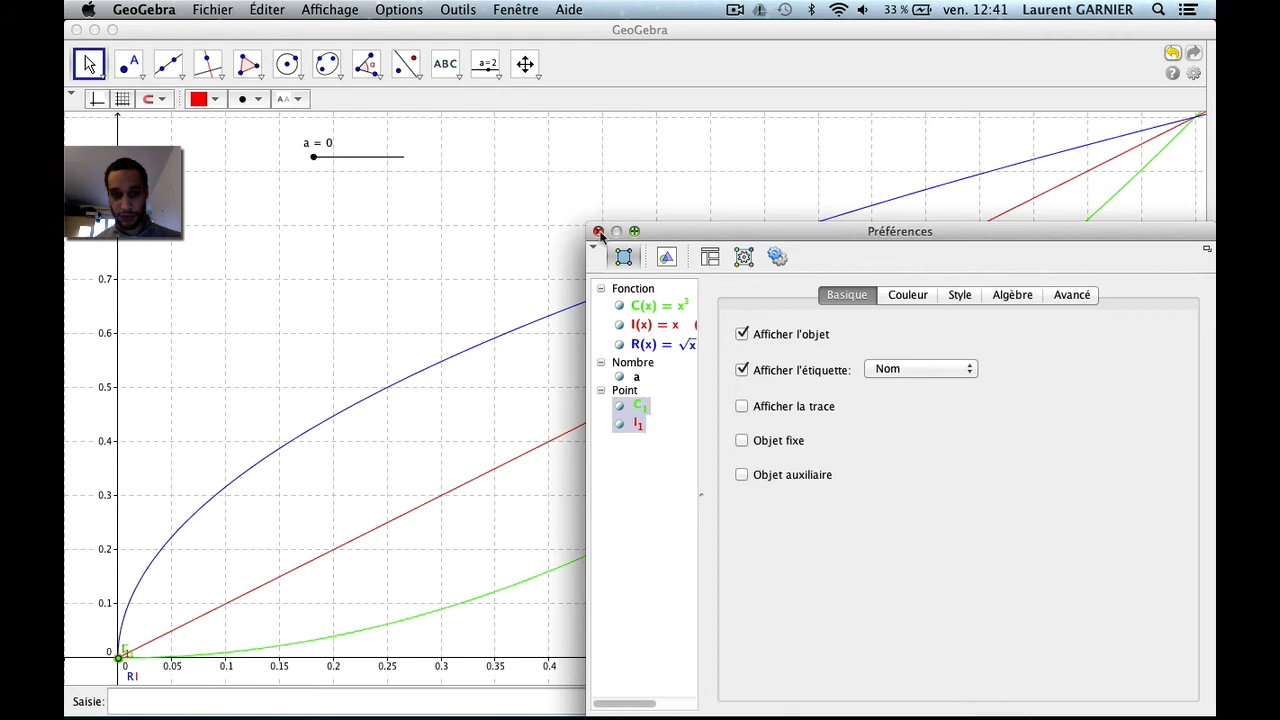 GeoGebra Fichier Éditer Affichage Options Outils Fenêtre Aide 33 % ven. 12:41 Laurent GARNIER
GeoGebra
A α ABC a=2
A A
a = 0
Préférences
Fonction
C(x) = x²
I(x) = x (
R(x) = √x
Nombre
a
Point
C₁
I₁
Basique Couleur Style Algèbre Avancé
Afficher l'objet
Afficher l'étiquette: Nom
Afficher la trace
Objet fixe
Objet auxiliaire
0.7
0.6
0.5
0.4
0.3
0.2
0.1
0
0 0.05 0.1 0.15 0.2 0.25 0.3 0.35 0.4
R I
Saisie: